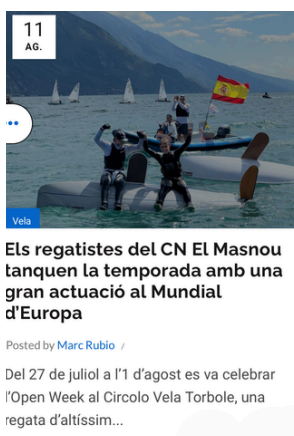 11
AG.
Vela
Els regatistes del CN El Masnou
tanquen la temporada amb una
gran actuació al Mundial
d'Europa
Posted by Marc Rubio /
Del 27 de juliol a l'1 d'agost es va celebrar
l'Open Week al Circolo Vela Torbole, una
regata d'altíssim...